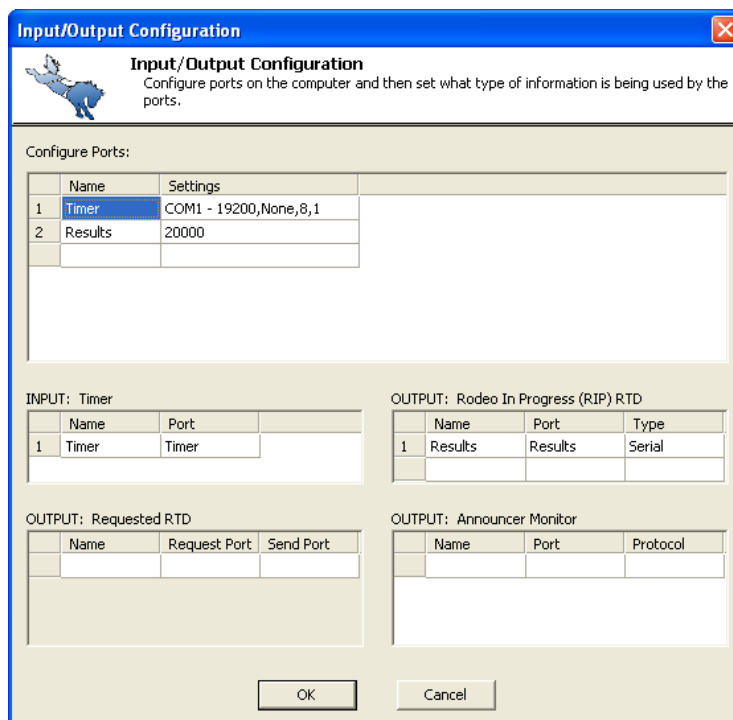 Input/Output Configuration
Input/Output Configuration
Configure ports on the computer and then set what type of information is being used by the
ports.
Configure Ports:
Name Settings
1 Timer COM1 - 19200,None,8,1
2 Results 20000
INPUT: Timer
Name Port
1 Timer Timer
OUTPUT: Rodeo In Progress (RIP) RTD
Name Port Type
1 Results Results Serial
OUTPUT: Requested RTD
Name Request Port Send Port
OUTPUT: Announcer Monitor
Name Port Protocol
OK Cancel